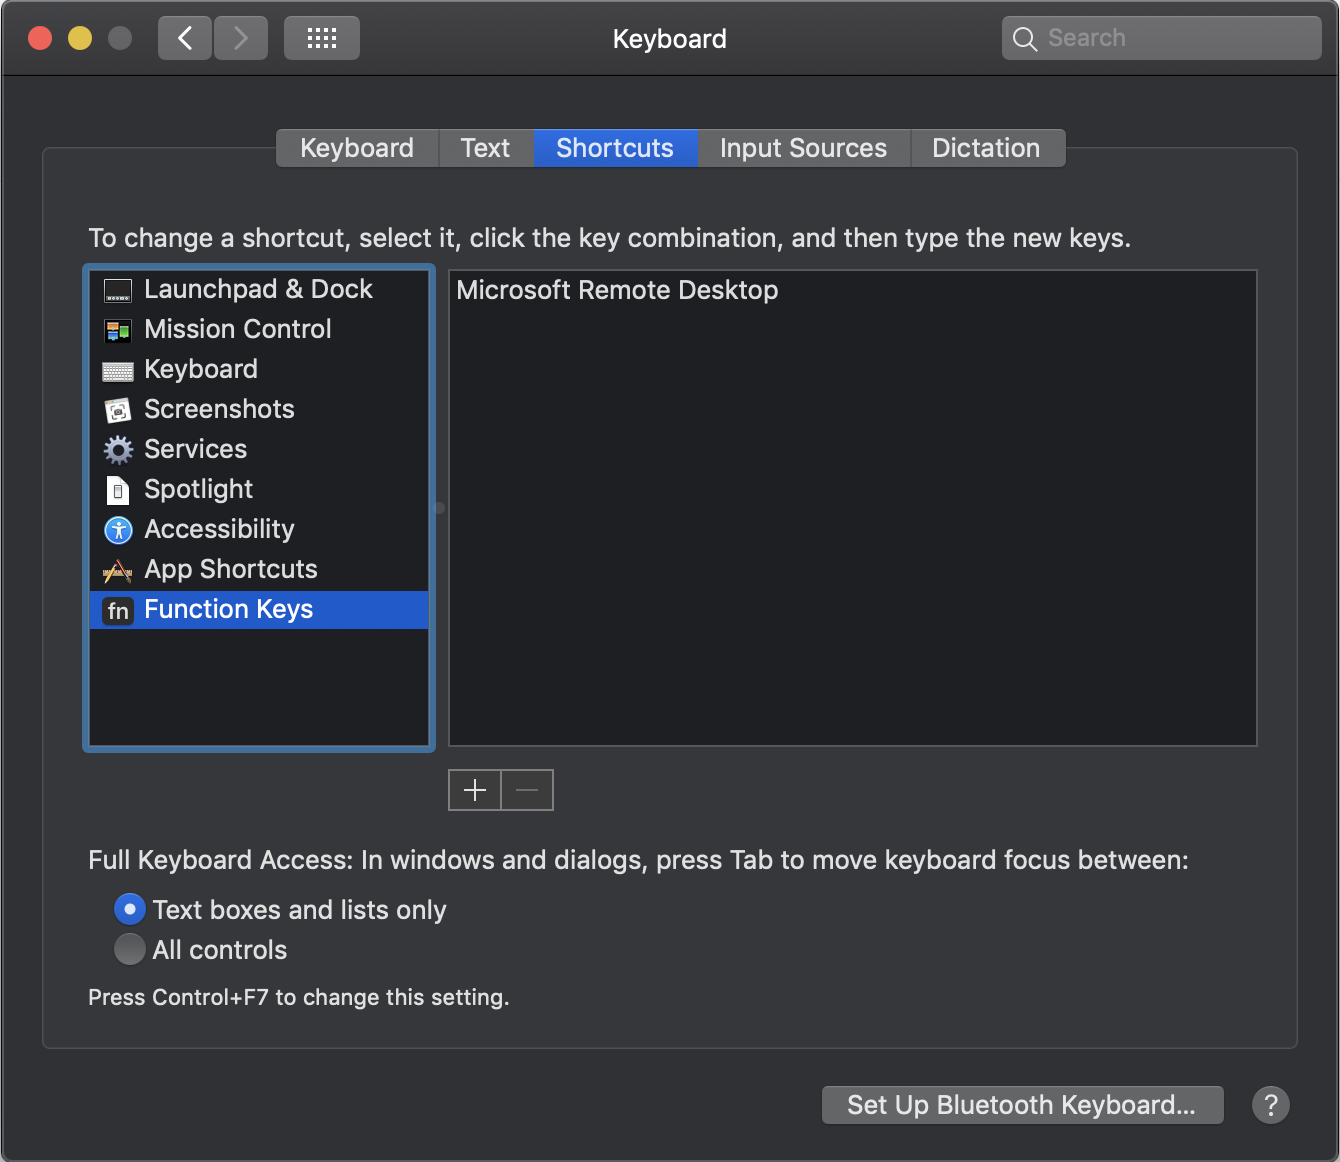 Keyboard
Search
Keyboard
Text
Shortcuts
Input Sources
Dictation
To change a shortcut, select it, click the key combination, and then type the new keys.
Launchpad & Dock
Mission Control
Keyboard
Screenshots
Services
Spotlight
Accessibility
App Shortcuts
fn Function Keys
Microsoft Remote Desktop
Full Keyboard Access: In windows and dialogs, press Tab to move keyboard focus between:
Text boxes and lists only
All controls
Press Control+F7 to change this setting.
Set Up Bluetooth Keyboard...
?